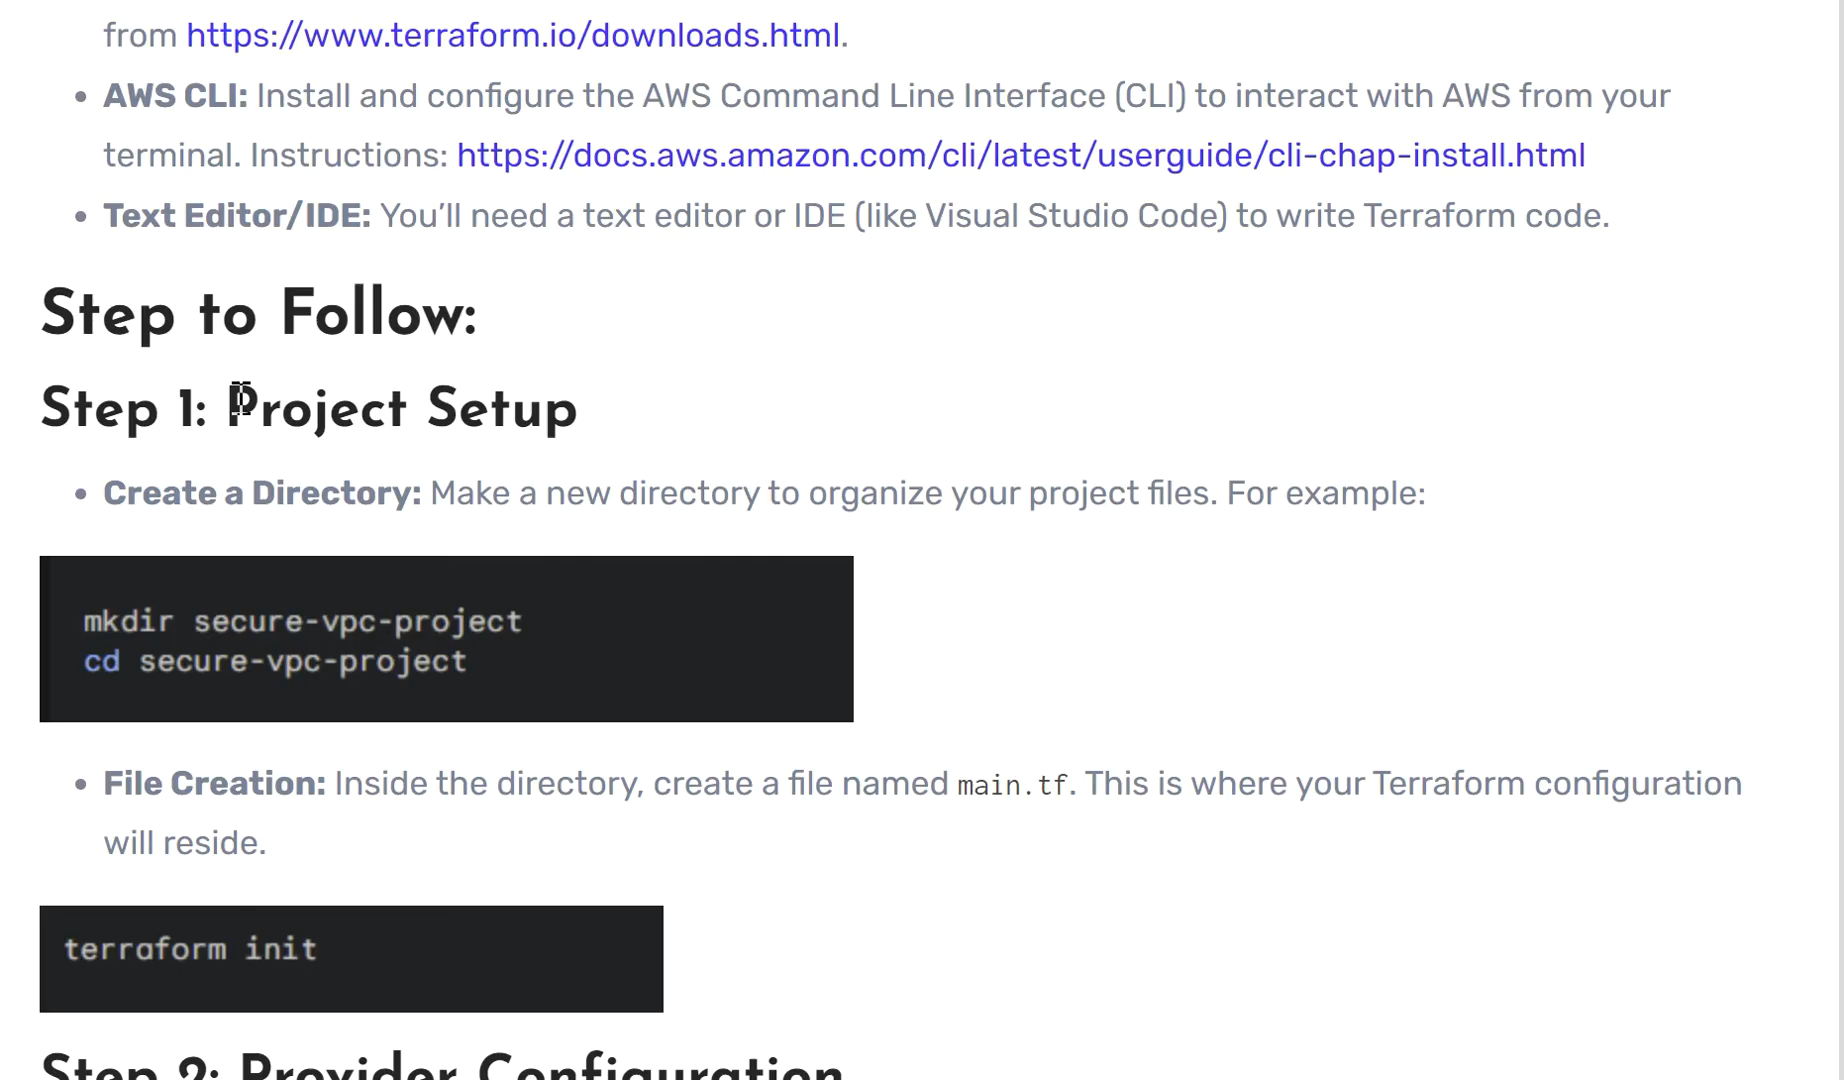 from https://www.terraform.io/downloads.html.
AWS CLI: Install and configure the AWS Command Line Interface (CLI) to interact with AWS from your
terminal. Instructions: https://docs.aws.amazon.com/cli/latest/userguide/cli-chap-install.html
Text Editor/IDE: You’ll need a text editor or IDE (like Visual Studio Code) to write Terraform code.
Step to Follow:
Step 1: Project Setup
Create a Directory: Make a new directory to organize your project files. For example:
mkdir secure-vpc-project
cd secure-vpc-project
File Creation: Inside the directory, create a file named main.tf. This is where your Terraform configuration
will reside.
terraform init
Step 2: Provider Configuration